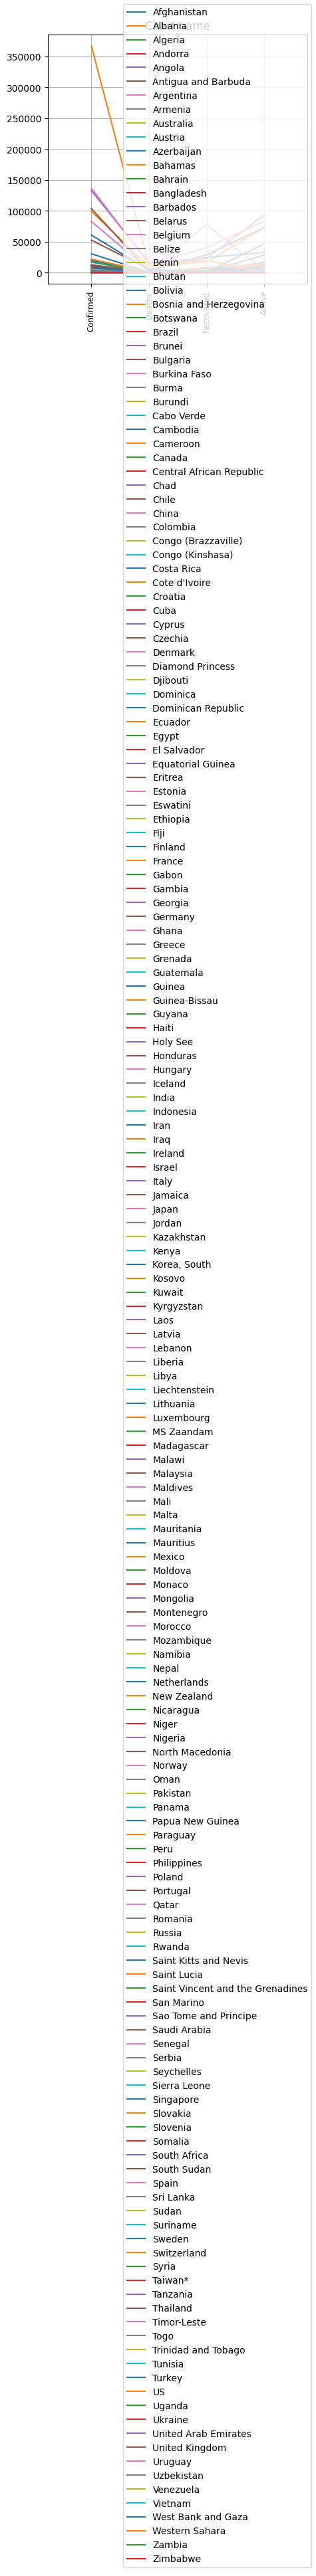 Chart name
350000
300000
250000
200000
150000
100000
50000
0
Confirmed
Deaths
Recovered
Active
Afghanistan
Albania
Algeria
Andorra
Angola
Antigua and Barbuda
Argentina
Armenia
Australia
Austria
Azerbaijan
Bahamas
Bahrain
Bangladesh
Barbados
Belarus
Belgium
Belize
Benin
Bhutan
Bolivia
Bosnia and Herzegovina
Botswana
Brazil
Brunei
Bulgaria
Burkina Faso
Burma
Burundi
Cabo Verde
Cambodia
Cameroon
Canada
Central African Republic
Chad
Chile
China
Colombia
Congo (Brazzaville)
Congo (Kinshasa)
Costa Rica
Cote d'Ivoire
Croatia
Cuba
Cyprus
Czechia
Denmark
Diamond Princess
Djibouti
Dominica
Dominican Republic
Ecuador
Egypt
El Salvador
Equatorial Guinea
Eritrea
Estonia
Eswatini
Ethiopia
Fiji
Finland
France
Gabon
Gambia
Georgia
Germany
Ghana
Greece
Grenada
Guatemala
Guinea
Guinea-Bissau
Guyana
Haiti
Holy See
Honduras
Hungary
Iceland
India
Indonesia
Iran
Iraq
Ireland
Israel
Italy
Jamaica
Japan
Jordan
Kazakhstan
Kenya
Korea, South
Kosovo
Kuwait
Kyrgyzstan
Laos
Latvia
Lebanon
Liberia
Libya
Liechtenstein
Lithuania
Luxembourg
MS Zaandam
Madagascar
Malawi
Malaysia
Maldives
Mali
Malta
Mauritania
Mauritius
Mexico
Moldova
Monaco
Mongolia
Montenegro
Morocco
Mozambique
Namibia
Nepal
Netherlands
New Zealand
Nicaragua
Niger
Nigeria
North Macedonia
Norway
Oman
Pakistan
Panama
Papua New Guinea
Paraguay
Peru
Philippines
Poland
Portugal
Qatar
Romania
Russia
Rwanda
Saint Kitts and Nevis
Saint Lucia
Saint Vincent and the Grenadines
San Marino
Sao Tome and Principe
Saudi Arabia
Senegal
Serbia
Seychelles
Sierra Leone
Singapore
Slovakia
Slovenia
Somalia
South Africa
South Sudan
Spain
Sri Lanka
Sudan
Suriname
Sweden
Switzerland
Syria
Taiwan*
Tanzania
Thailand
Timor-Leste
Togo
Trinidad and Tobago
Tunisia
Turkey
US
Uganda
Ukraine
United Arab Emirates
United Kingdom
Uruguay
Uzbekistan
Venezuela
Vietnam
West Bank and Gaza
Western Sahara
Zambia
Zimbabwe